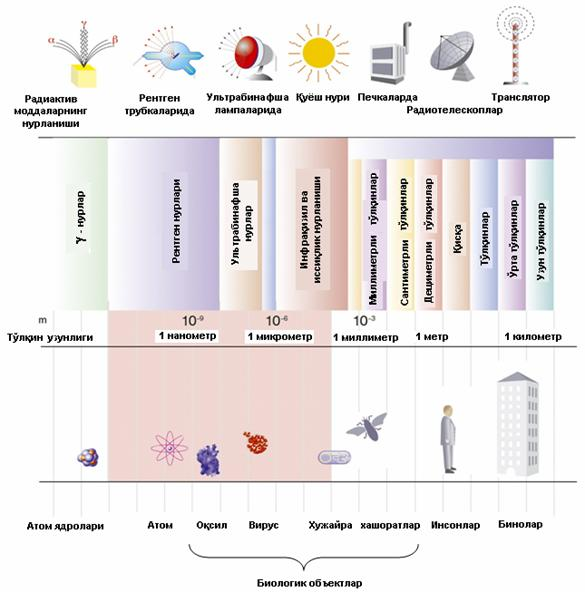 α β
Радиактив
моддаларнинг
нурланиши
Рентген
трубкаларида
Ультрабинафша
лампаларида
Қуёш нури
Печкаларда
Радиотелескоплар
Транслятор
γ - нурлар
Рентген нурлари
Ультрабинафша
нурлар
Инфрақизил ва
иссиқлик нурланиши
Миллиметрли тўлқинлар
Сантиметрли тўлқинлар
Дециметрли тўлқинлар
Қисқа
Тўлқинлар
Ўрта тўлқинлар
Узун тўлқинлар
m 10-9 10-6 10-3
Тўлқин узунлиги 1 нанометр 1 микрометр 1 миллиметр 1 метр 1 километр
Атом ядролари Атом Оқсил Вирус Хужайра хашоратлар Инсонлар Бинолар
Биологик объектлар